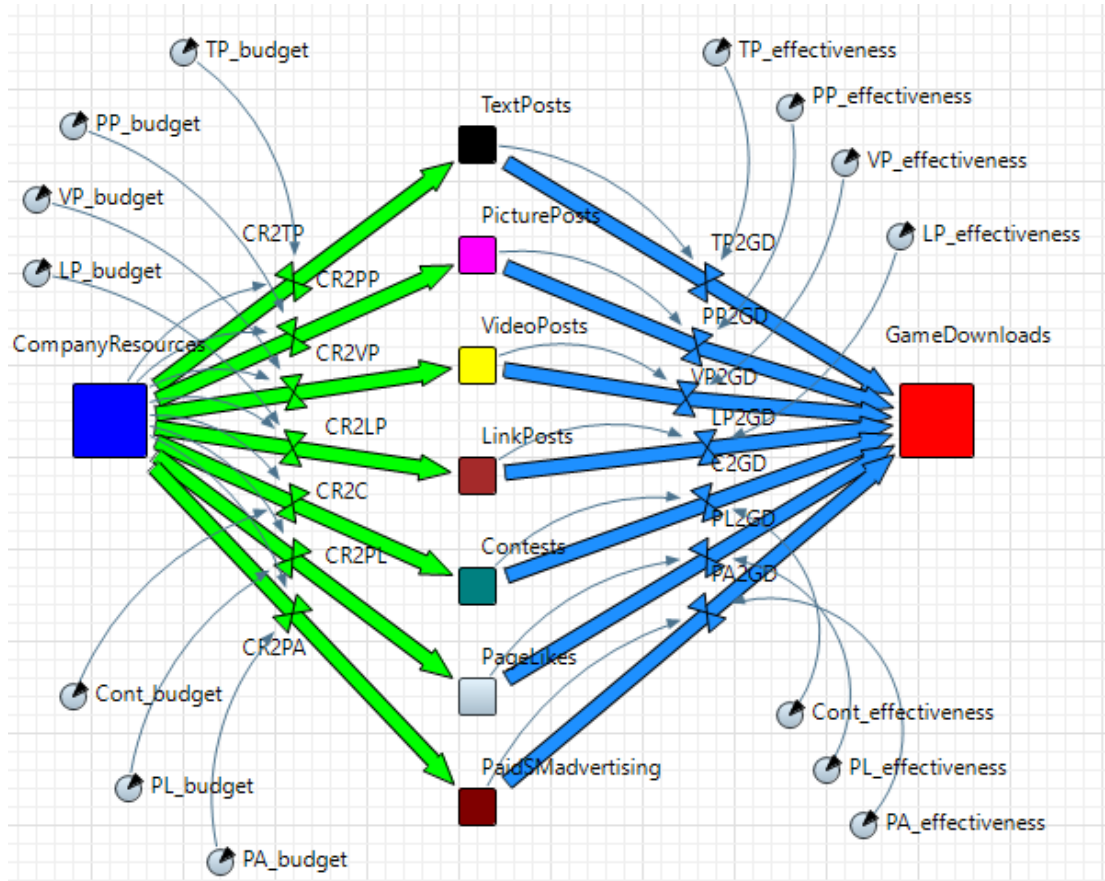 TP_budget
TP_effectiveness
PP_budget
TextPosts
PP_effectiveness
VP_budget
VP_effectiveness
CR2TP
PicturePosts
TP2GD
LP_effectiveness
LP_budget
CR2PP
PP2GD
CompanyResources
CR2VP
VideoPosts
GameDownloads
VP2GD
CR2LP
LinkPosts
LP2GD
C2GD
CR2C
PL2GD
CR2PL
Contests
PA2GD
CR2PA
PageLikes
Cont_budget
Cont_effectiveness
PaidSMadvertising
PL_budget
PL_effectiveness
PA_effectiveness
PA_budget